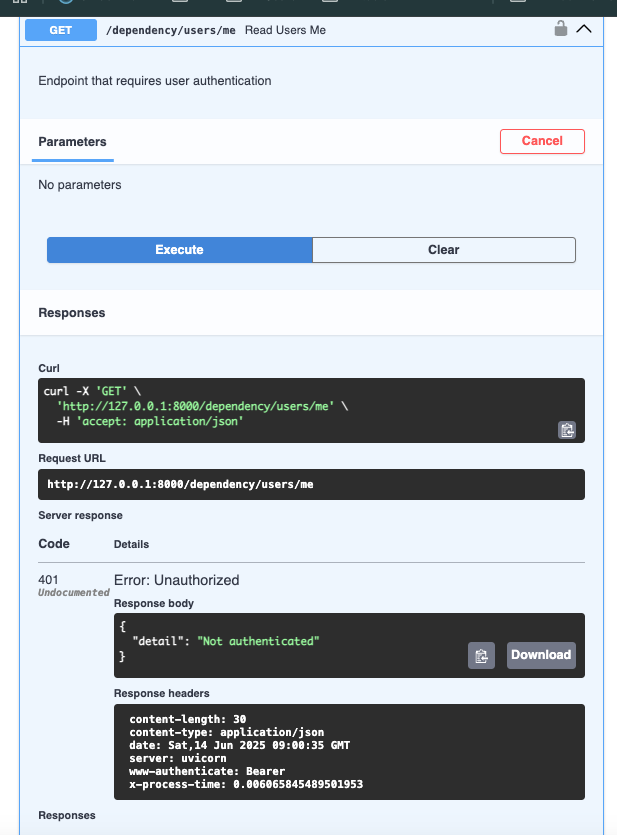 GET /dependency/users/me Read Users Me
Endpoint that requires user authentication
Parameters
Cancel
No parameters
Execute
Clear
Responses
Curl
curl -X 'GET' \
'http://127.0.0.1:8000/dependency/users/me' \
-H 'accept: application/json'
Request URL
http://127.0.0.1:8000/dependency/users/me
Server response
Code Details
401 Error: Unauthorized
Undocumented
Response body
{
"detail": "Not authenticated"
}
Download
Response headers
content-length: 30
content-type: application/json
date: Sat,14 Jun 2025 09:00:35 GMT
server: uvicorn
www-authenticate: Bearer
x-process-time: 0.006065845489501953
Responses